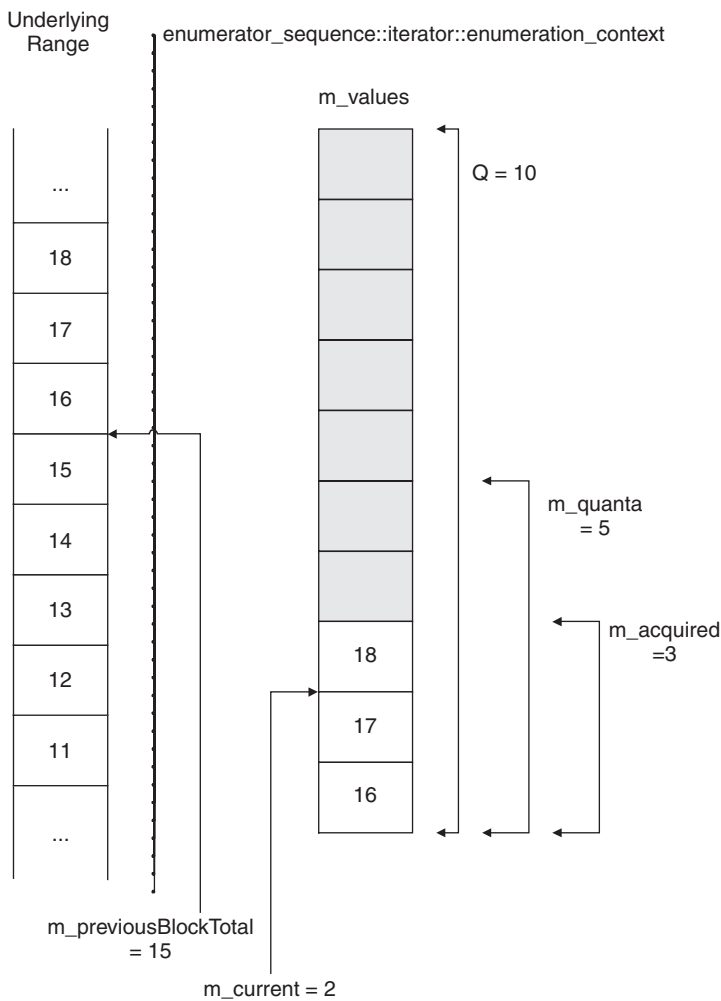 Underlying
Range
enumerator_sequence::iterator::enumeration_context
m_values
Q = 10
...
18
17
16
15
14
13
12
11
...
m_quanta
= 5
m_acquired
=3
18
17
16
m_previousBlockTotal
= 15
m_current = 2